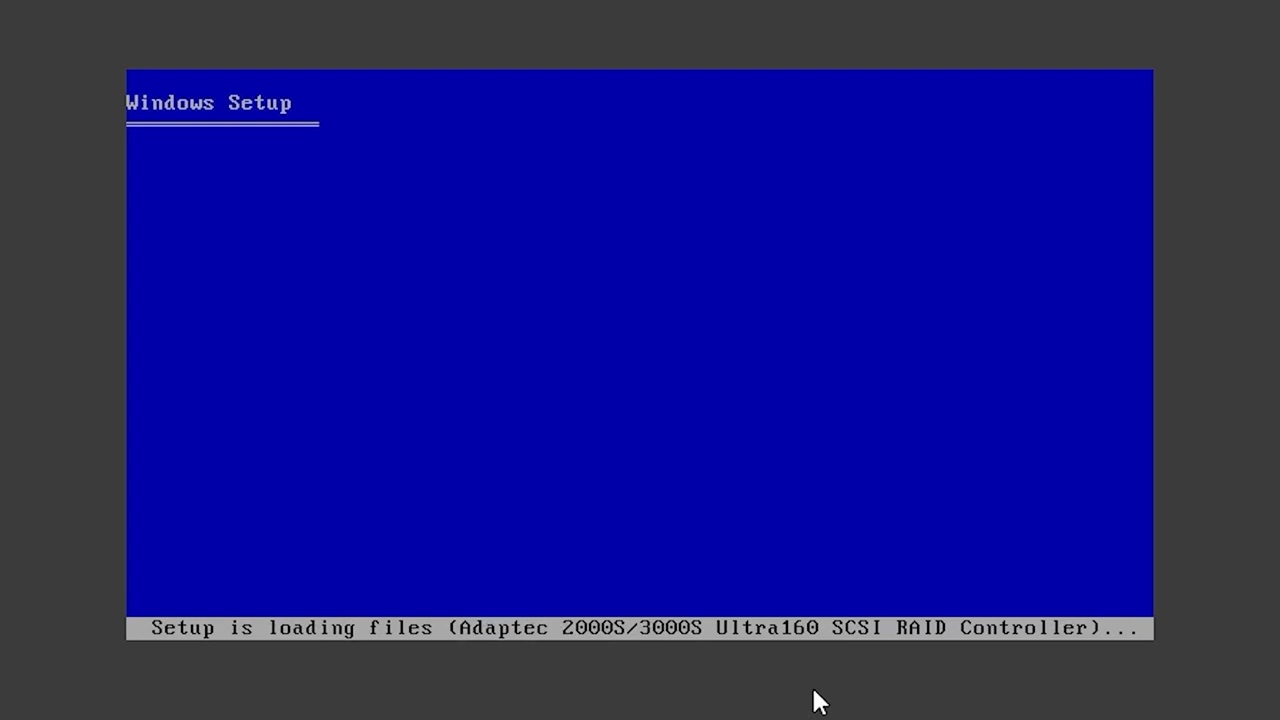 Windows Setup
Setup is loading files (Adaptec 2000S/3000S Ultra160 SCSI RAID Controller)...